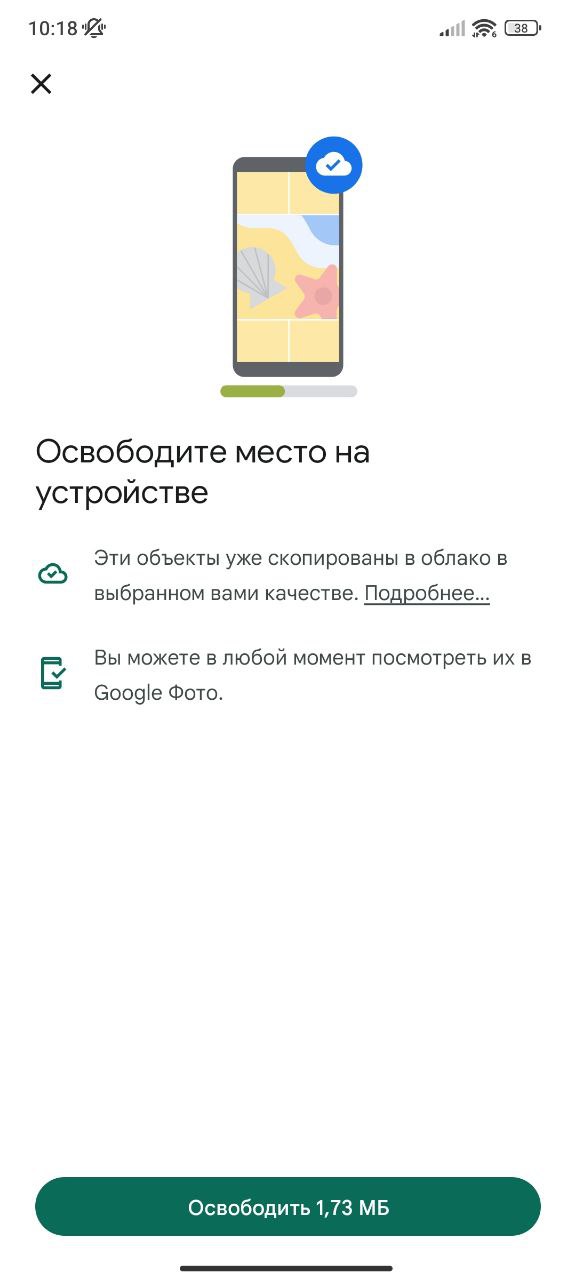 10:18
38
Освободите место на
устройстве
Эти объекты уже скопированы в облако в
выбранном вами качестве. Подробнее...
Вы можете в любой момент посмотреть их в
Google Фото.
Освободить 1,73 МБ